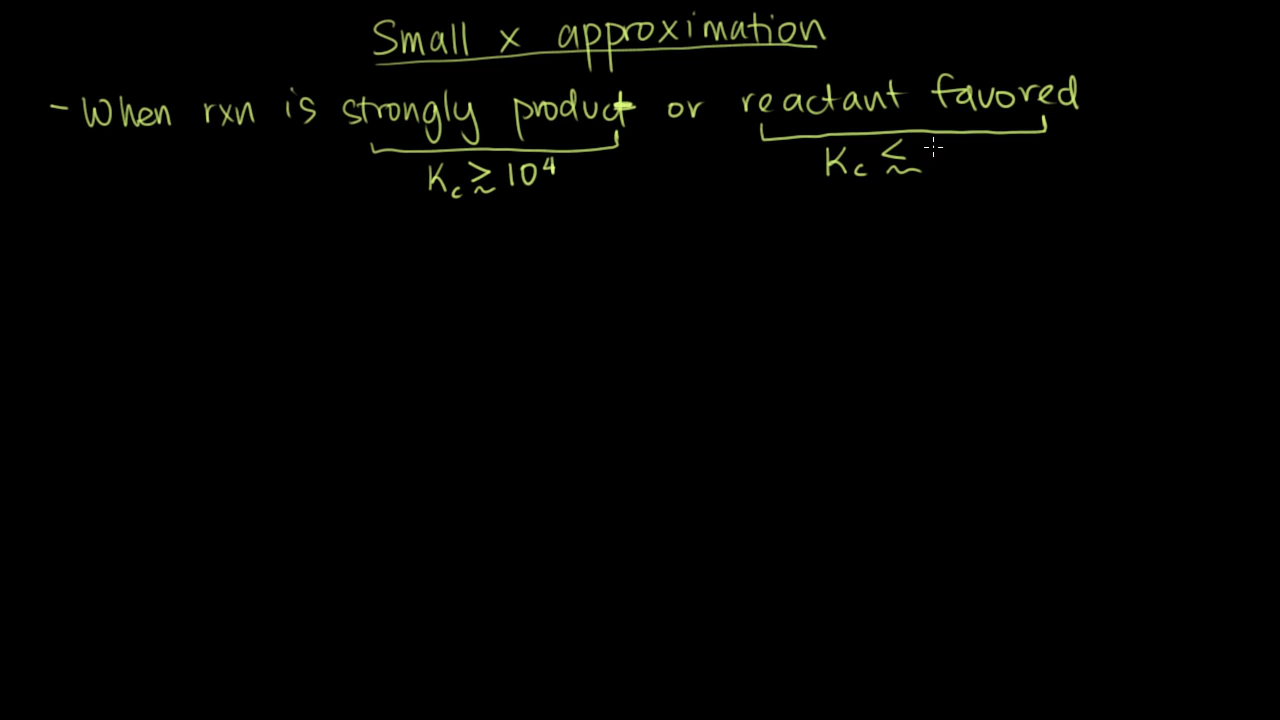 Small x approximation
- When rxn is strongly product or reactant favored
Kc ≳ 10⁴ Kc ≲